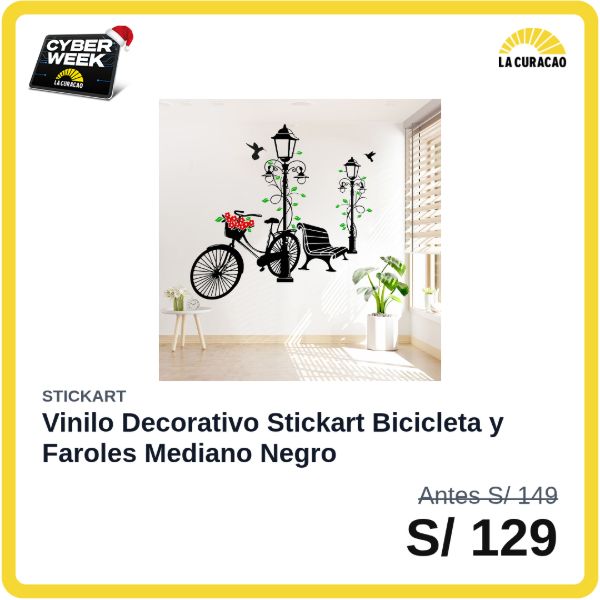 CYBER
WEEK
LA CURACAO
LA CURACAO
STICKART
Vinilo Decorativo Stickart Bicicleta y
Faroles Mediano Negro
Antes S/ 149
S/ 129